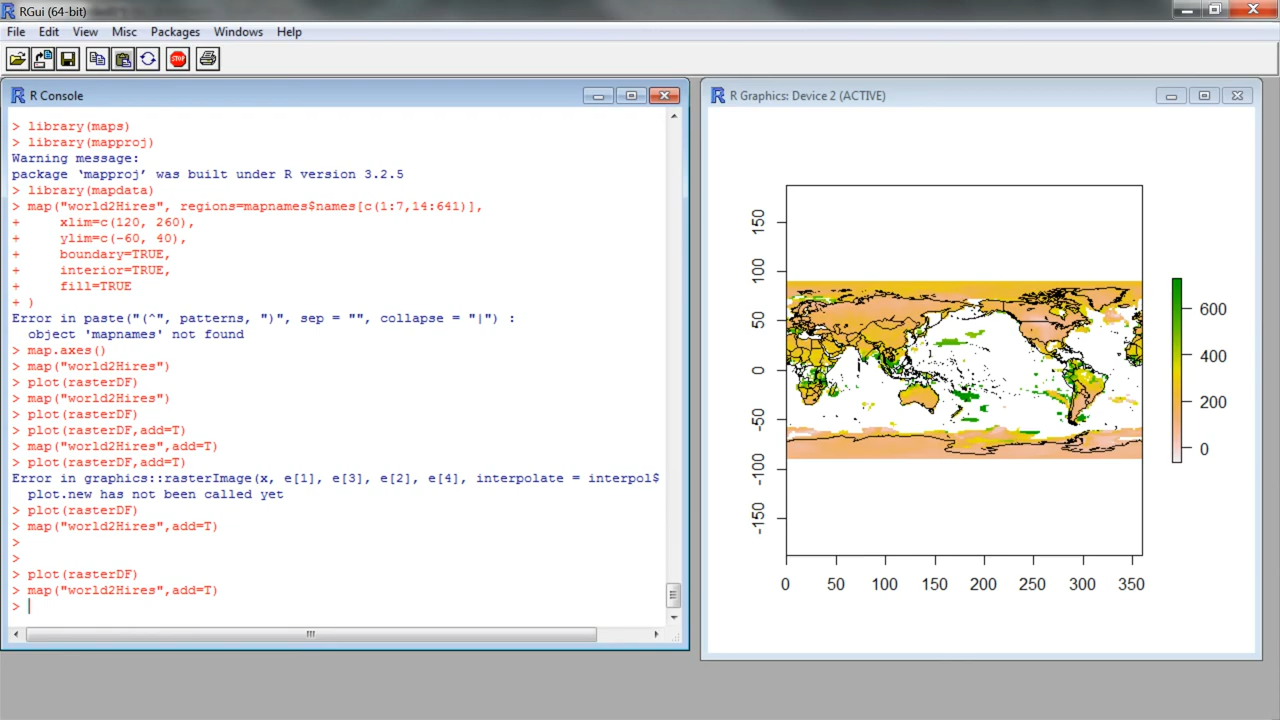 RGui (64-bit)
File Edit View Misc Packages Windows Help
STOP
R Console
> library(maps)
> library(mapproj)
Warning message:
package ‘mapproj’ was built under R version 3.2.5
> library(mapdata)
> map("world2Hires", regions=mapnames$names[c(1:7,14:641)],
+     xlim=c(120, 260),
+     ylim=c(-60, 40),
+     boundary=TRUE,
+     interior=TRUE,
+     fill=TRUE
+ )
Error in paste("(^", patterns, ")", sep = "", collapse = "|") :
  object 'mapnames' not found
> map.axes()
> map("world2Hires")
> plot(rasterDF)
> map("world2Hires")
> plot(rasterDF)
> plot(rasterDF,add=T)
> map("world2Hires",add=T)
> plot(rasterDF,add=T)
Error in graphics::rasterImage(x, e[1], e[3], e[2], e[4], interpolate = interpol$
  plot.new has not been called yet
> plot(rasterDF)
> map("world2Hires",add=T)
>
>
> plot(rasterDF)
> map("world2Hires",add=T)
>
R Graphics: Device 2 (ACTIVE)
150
100
50
0
-50
-100
-150
0 50 100 150 200 250 300 350
600
400
200
0